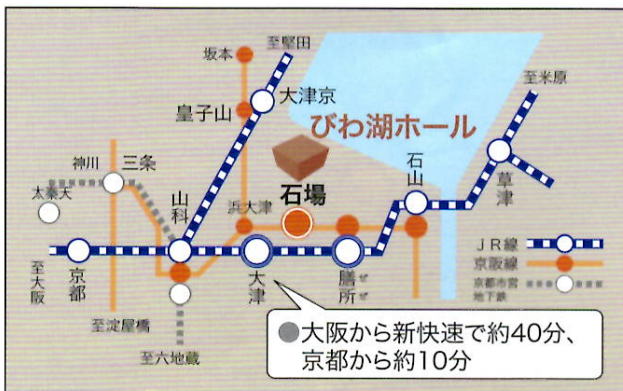 至堅田
坂本
大津京
至米原
皇子山
びわ湖ホール
神川
三条
太秦天
山科
浜大津
石場
石山
草津
至大阪
京都
大津
膳所
ぜぜ
JR線
京阪線
京都市営
地下鉄
至淀屋橋
至六地蔵
●大阪から新快速で約40分、
京都から約10分